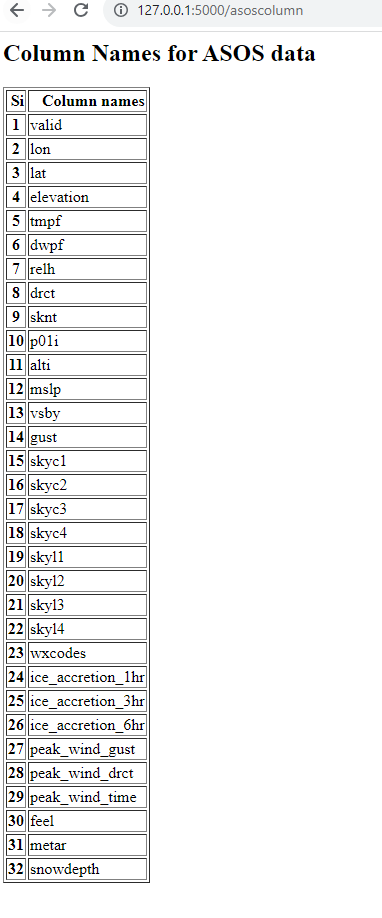 127.0.0.1:5000/asoscolumn
Column Names for ASOS data
Si Column names
1 valid
2 lon
3 lat
4 elevation
5 tmpf
6 dwpf
7 relh
8 drct
9 sknt
10 p01i
11 alti
12 mslp
13 vsby
14 gust
15 skyc1
16 skyc2
17 skyc3
18 skyc4
19 skyl1
20 skyl2
21 skyl3
22 skyl4
23 wxcodes
24 ice_accretion_1hr
25 ice_accretion_3hr
26 ice_accretion_6hr
27 peak_wind_gust
28 peak_wind_drct
29 peak_wind_time
30 feel
31 metar
32 snowdepth